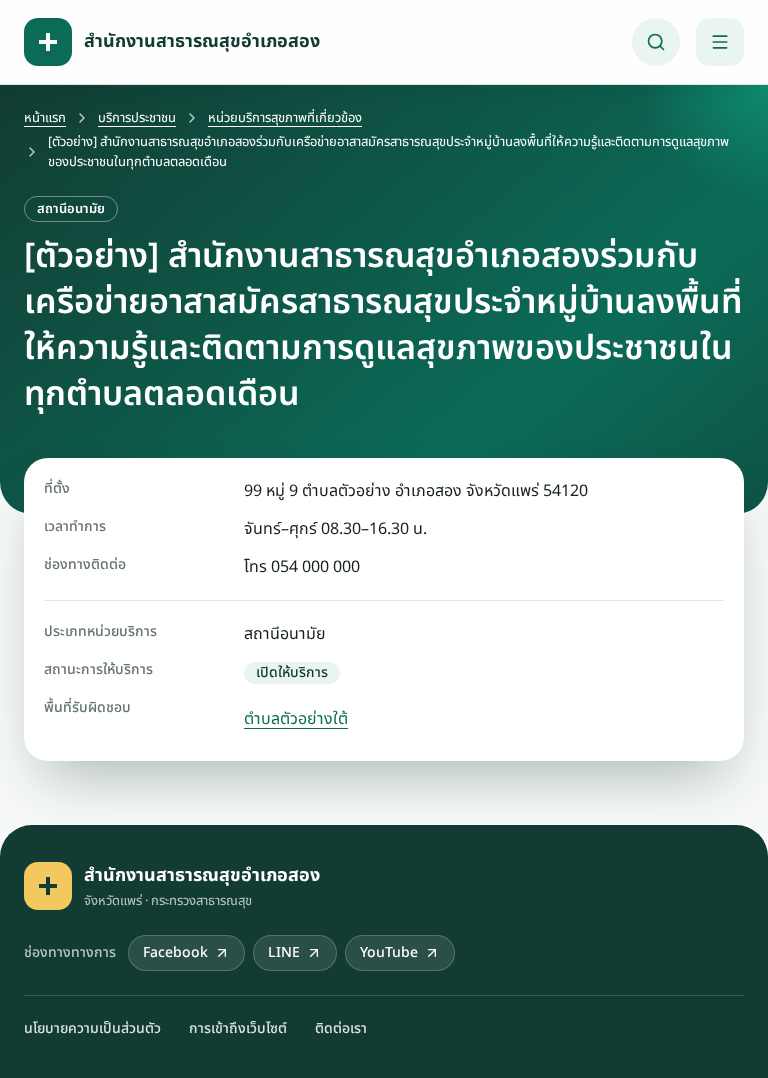 สำนักงานสาธารณสุขอำเภอสอง
หน้าแรก
บริการประชาชน
หน่วยบริการสุขภาพที่เกี่ยวข้อง
[ตัวอย่าง] สำนักงานสาธารณสุขอำเภอสองร่วมกับเครือข่ายอาสาสมัครสาธารณสุขประจำหมู่บ้านลงพื้นที่ให้ความรู้และติดตามการดูแลสุขภาพ
ของประชาชนในทุกตำบลตลอดเดือน
สถานีอนามัย
[ตัวอย่าง] สำนักงานสาธารณสุขอำเภอสองร่วมกับ
เครือข่ายอาสาสมัครสาธารณสุขประจำหมู่บ้านลงพื้นที่
ให้ความรู้และติดตามการดูแลสุขภาพของประชาชนใน
ทุกตำบลตลอดเดือน
ที่ตั้ง
99 หมู่ 9 ตำบลตัวอย่าง อำเภอสอง จังหวัดแพร่ 54120
เวลาทำการ
จันทร์–ศุกร์ 08.30–16.30 น.
ช่องทางติดต่อ
โทร 054 000 000
ประเภทหน่วยบริการ
สถานีอนามัย
สถานะการให้บริการ
เปิดให้บริการ
พื้นที่รับผิดชอบ
ตำบลตัวอย่างใต้
สำนักงานสาธารณสุขอำเภอสอง
จังหวัดแพร่ · กระทรวงสาธารณสุข
ช่องทางทางการ
Facebook
LINE
YouTube
นโยบายความเป็นส่วนตัว
การเข้าถึงเว็บไซต์
ติดต่อเรา